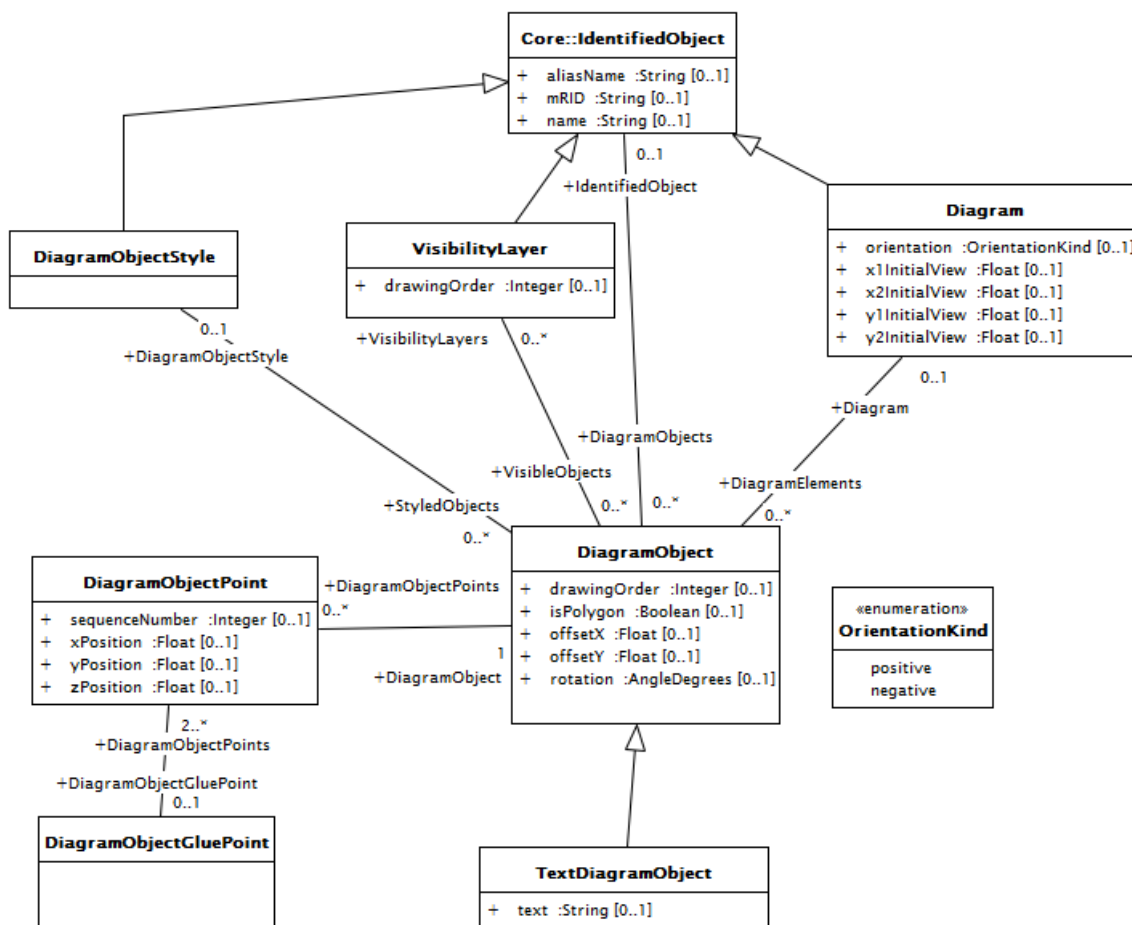 Core::IdentifiedObject
+ aliasName :String [0..1]
+ mRID :String [0..1]
+ name :String [0..1]
0..1
+IdentifiedObject
Diagram
+ orientation :OrientationKind [0..1]
+ x1InitialView :Float [0..1]
+ x2InitialView :Float [0..1]
+ y1InitialView :Float [0..1]
+ y2InitialView :Float [0..1]
DiagramObjectStyle
VisibilityLayer
+ drawingOrder :Integer [0..1]
0..1
+DiagramObjectStyle
+VisibilityLayers
0..*
0..1
+Diagram
+DiagramObjects
+VisibleObjects
+DiagramElements
+StyledObjects
0..*
0..*
0..*
0..*
DiagramObject
+ drawingOrder :Integer [0..1]
+ isPolygon :Boolean [0..1]
+ offsetX :Float [0..1]
+ offsetY :Float [0..1]
+ rotation :AngleDegrees [0..1]
DiagramObjectPoint
+ sequenceNumber :Integer [0..1]
+ xPosition :Float [0..1]
+ yPosition :Float [0..1]
+ zPosition :Float [0..1]
+DiagramObjectPoints
0..*
1
+DiagramObject
«enumeration»
OrientationKind
positive
negative
2..*
+DiagramObjectPoints
+DiagramObjectGluePoint
0..1
DiagramObjectGluePoint
TextDiagramObject
+ text :String [0..1]